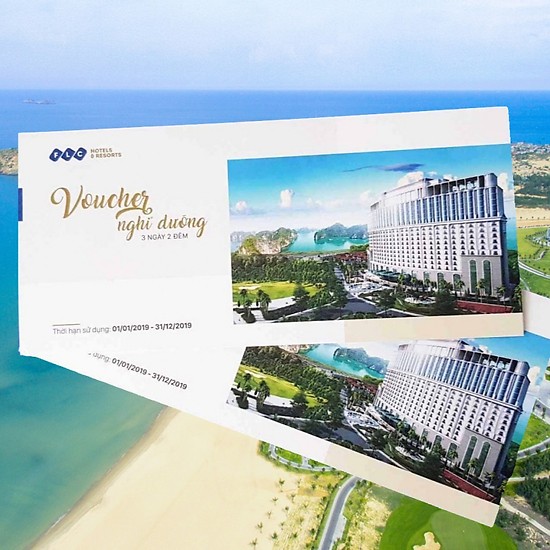 FLC HOTELS
& RESORTS
Voucher
nghỉ dưỡng
3 NGÀY 2 ĐÊM
Thời hạn sử dụng: 01/01/2019 - 31/12/2019
dụng: 01/01/2019 - 31/12/2019